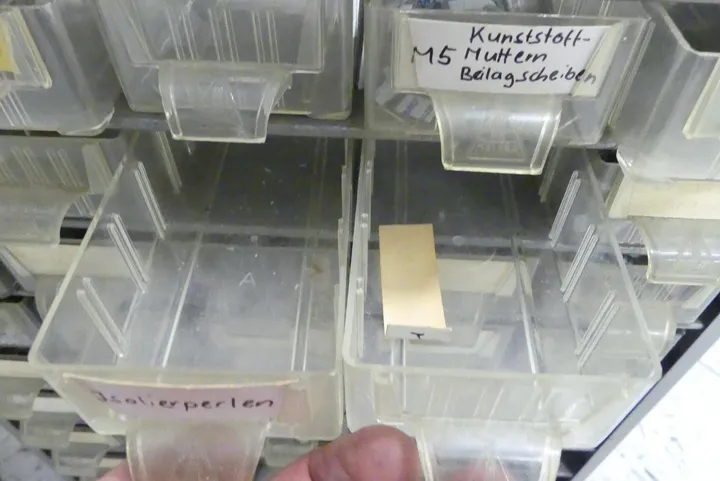 Kunststoff-
M5 Muttern
Beilagscheiben
Isolierperlen